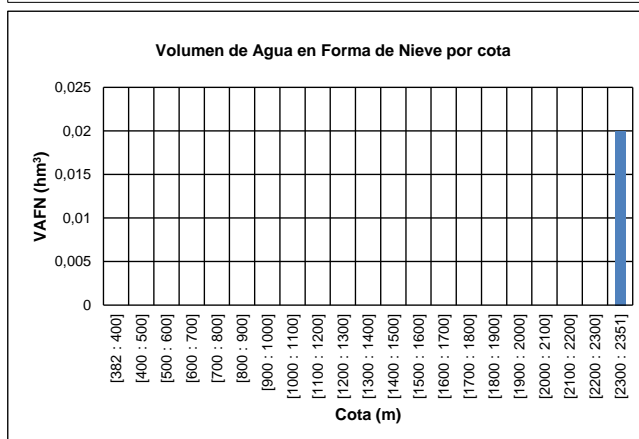 Volumen de Agua en Forma de Nieve por cota
VAFN (hm³)
0,025
0,02
0,015
0,01
0,005
0
[382 : 400]
[400 : 500]
[500 : 600]
[600 : 700]
[700 : 800]
[800 : 900]
[900 : 1000]
[1000 : 1100]
[1100 : 1200]
[1200 : 1300]
[1300 : 1400]
[1400 : 1500]
[1500 : 1600]
[1600 : 1700]
[1700 : 1800]
[1800 : 1900]
[1900 : 2000]
[2000 : 2100]
[2100 : 2200]
[2200 : 2300]
[2300 : 2351]
Cota (m)